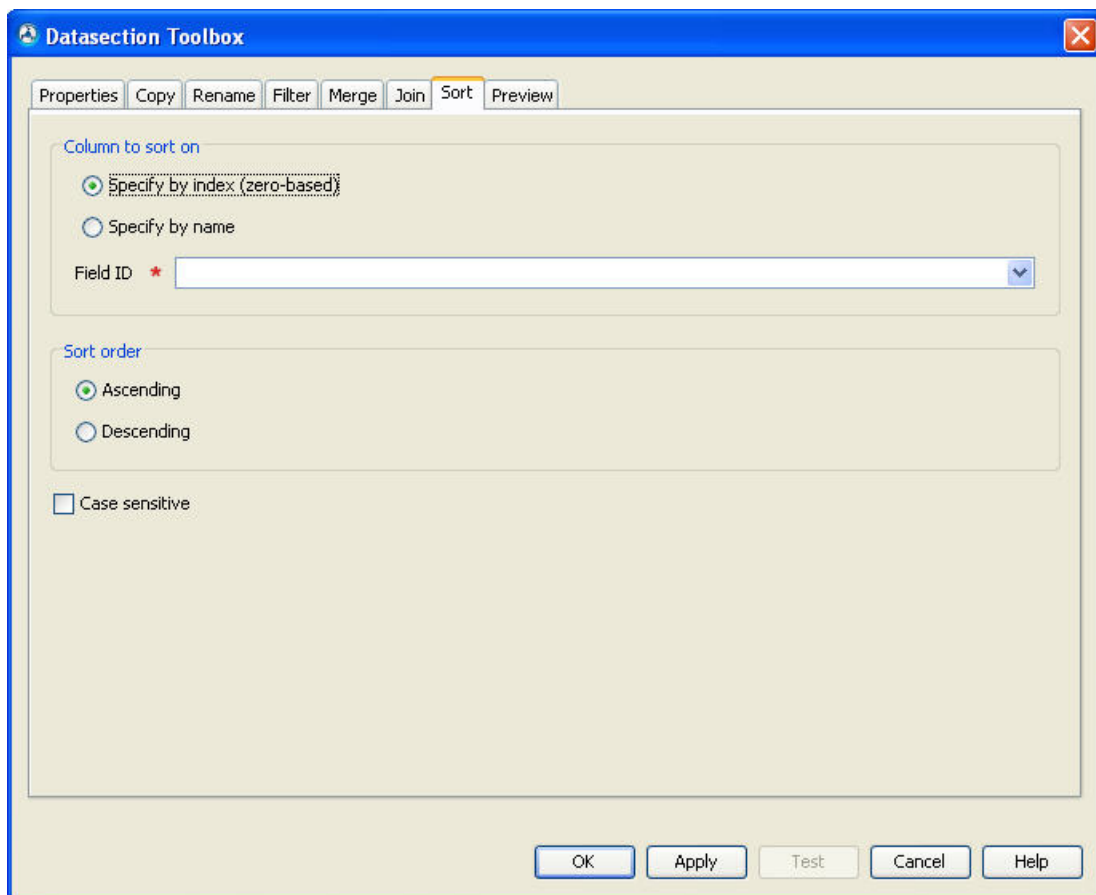 Datasection Toolbox
Properties Copy Rename Filter Merge Join Sort Preview
Column to sort on
Specify by index (zero-based)
Specify by name
Field ID *
Sort order
Ascending
Descending
Case sensitive
OK Apply Test Cancel Help